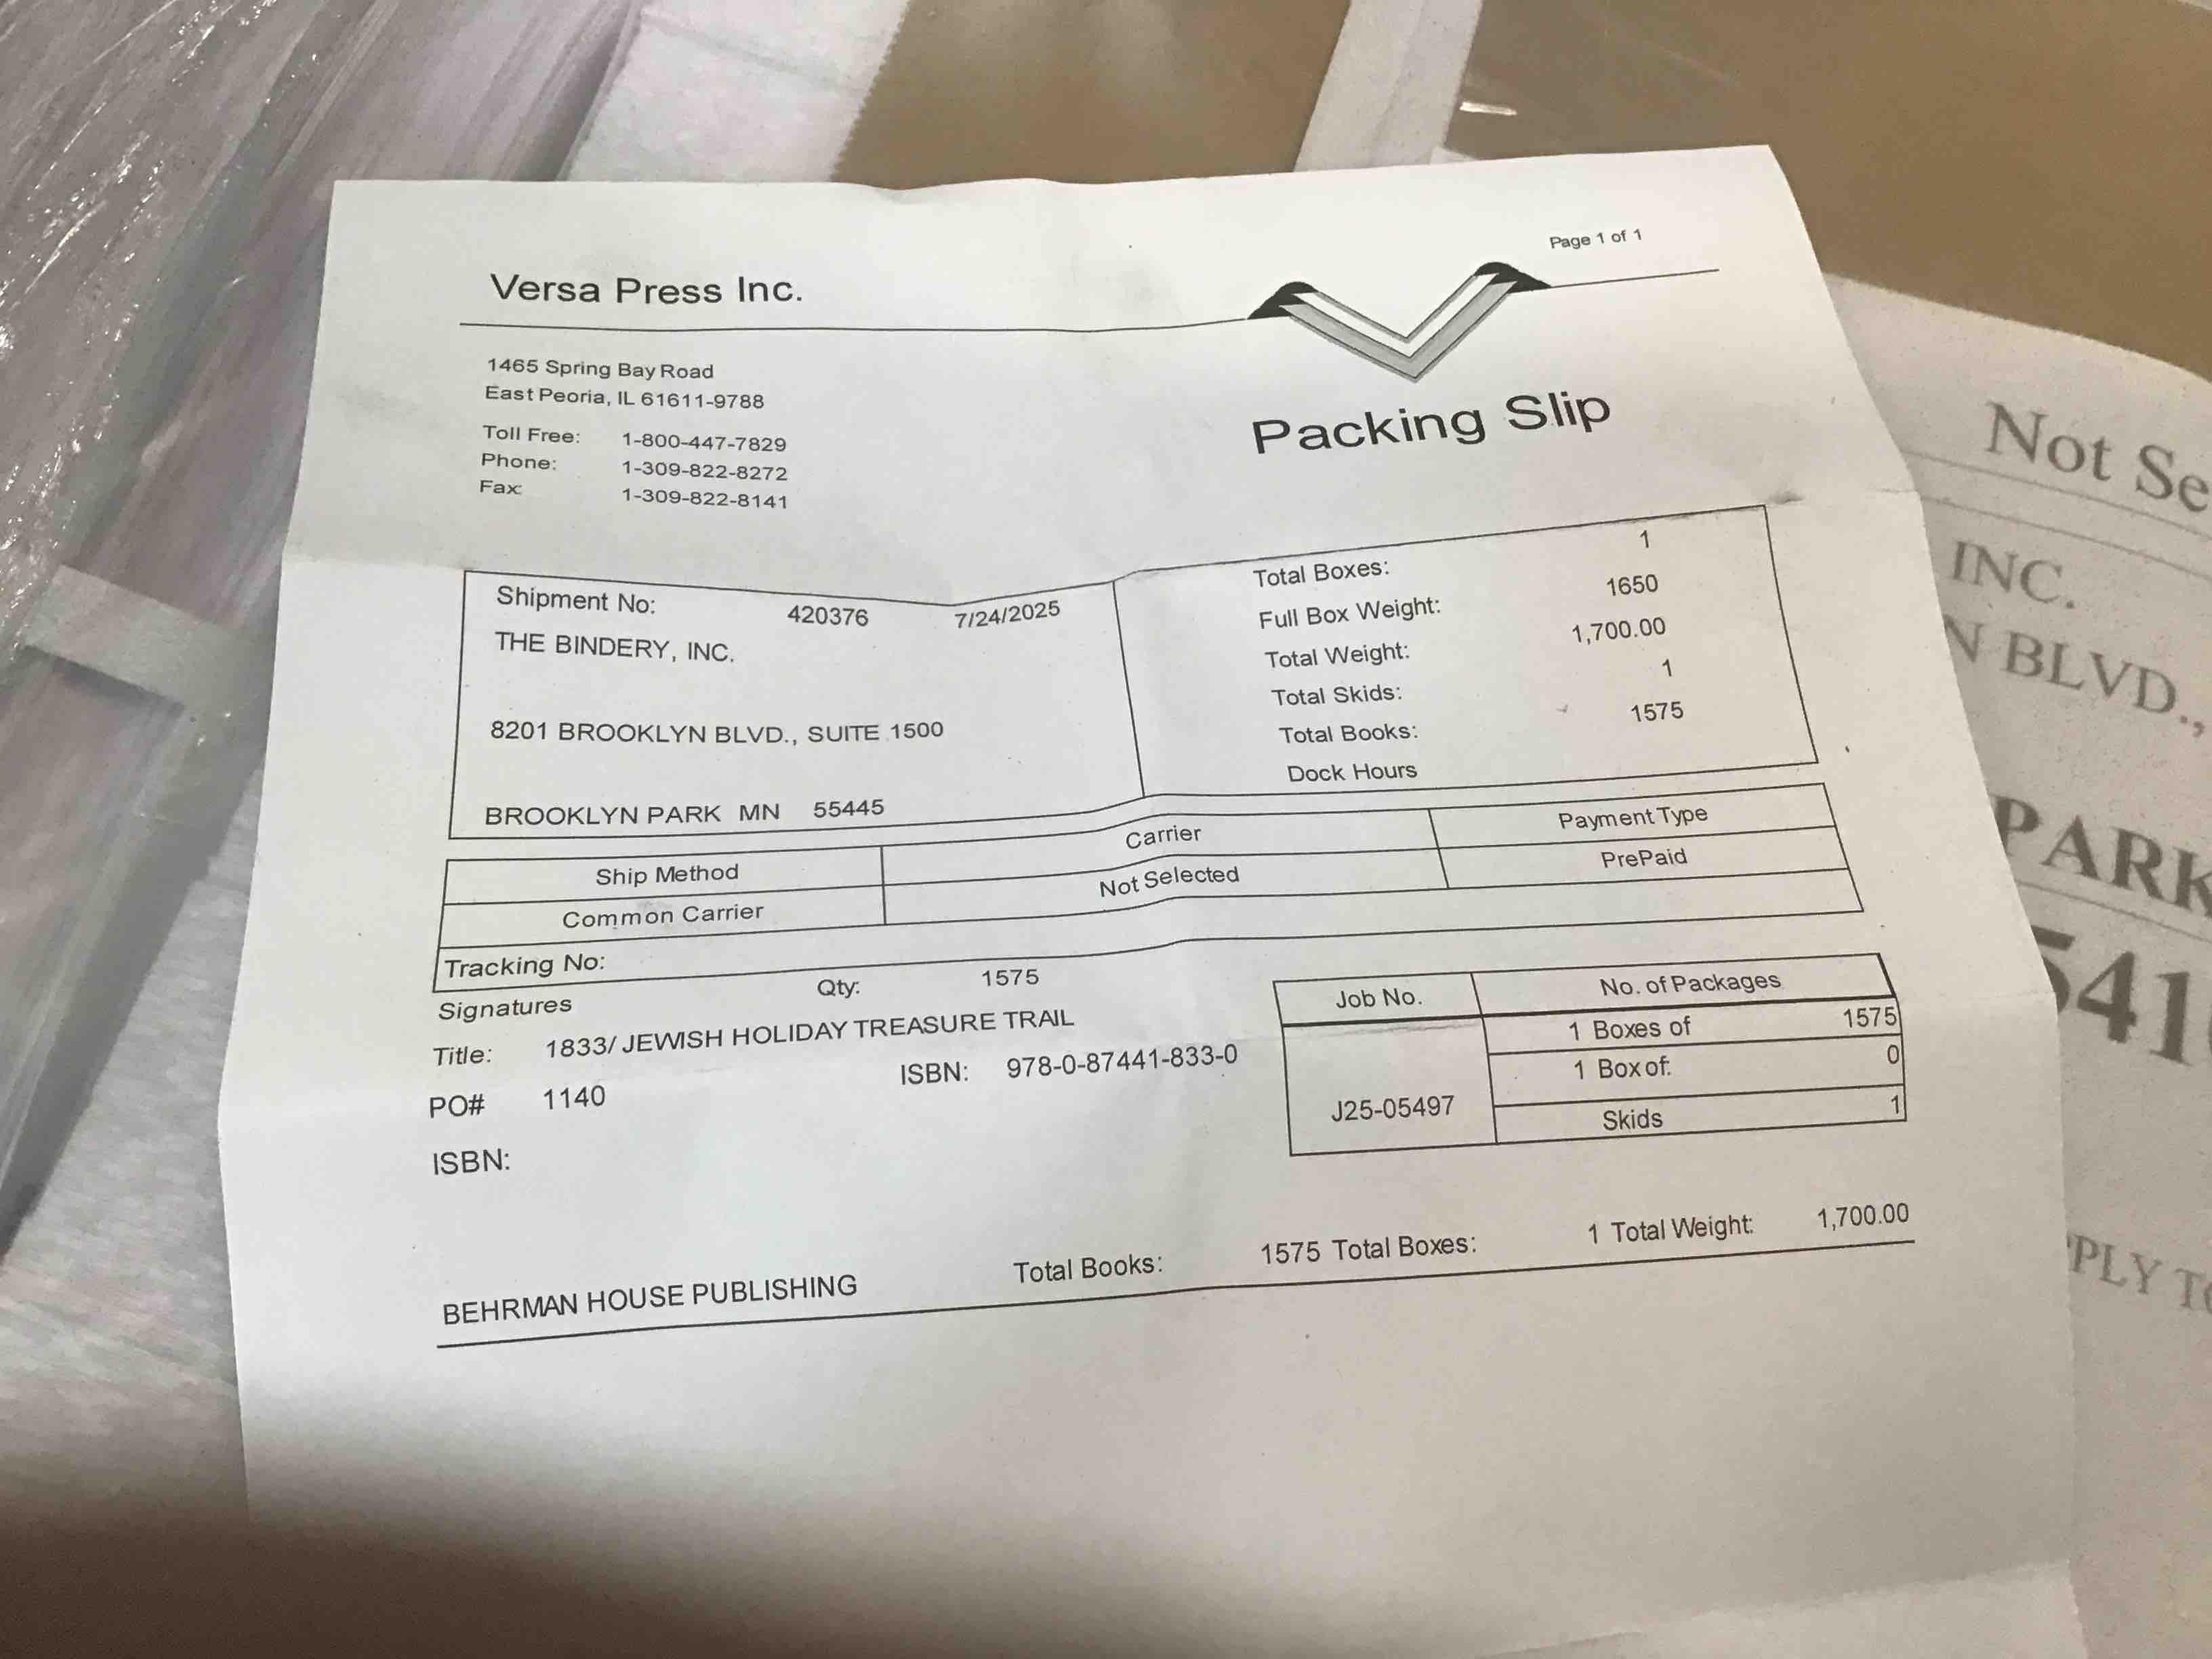 Page 1 of 1
Versa Press Inc.
1465 Spring Bay Road
East Peoria, IL 61611-9788
Toll Free: 1-800-447-7829
Phone: 1-309-822-8272
Fax: 1-309-822-8141
Packing Slip
Shipment No: 420376 7/24/2025
THE BINDERY, INC.
8201 BROOKLYN BLVD., SUITE 1500
BROOKLYN PARK MN 55445
Total Boxes: 1
Full Box Weight: 1650
Total Weight: 1,700.00
Total Skids: 1
Total Books: 1575
Dock Hours
Ship Method Carrier Payment Type
Common Carrier Not Selected PrePaid
Tracking No:
Signatures Qty: 1575
Title: 1833/ JEWISH HOLIDAY TREASURE TRAIL
PO# 1140 ISBN: 978-0-87441-833-0
ISBN:
Job No. No. of Packages
J25-05497
1 Boxes of 1575
1 Box of: 0
Skids 1
BEHRMAN HOUSE PUBLISHING Total Books: 1575 Total Boxes: 1 Total Weight: 1,700.00
Not Se
INC.
N BLVD.,
PARK
541
PLY T